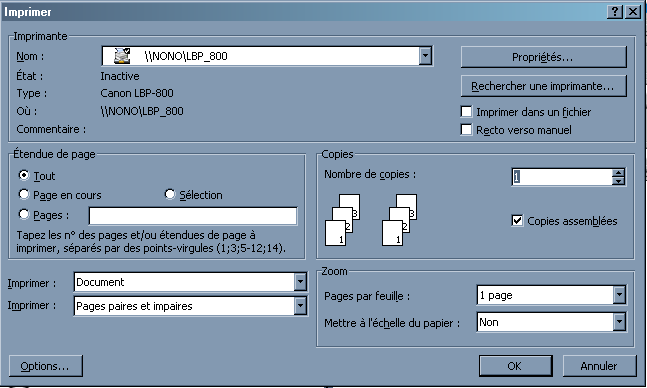 Imprimer
Imprimante
Nom : \\NONO\LBP_800 Propriétés...
État : Inactive
Type : Canon LBP-800 Rechercher une imprimante...
Où : \\NONO\LBP_800 Imprimer dans un fichier
Commentaire : Recto verso manuel
Étendue de page
Tout
Page en cours Sélection
Pages :
Tapez les n° des pages et/ou étendues de page à
imprimer, séparés par des points-virgules (1;3;5-12;14).
Copies
Nombre de copies : 1
3 3
2 2
1 1
Copies assemblées
Imprimer : Document
Imprimer : Pages paires et impaires
Zoom
Pages par feuille : 1 page
Mettre à l'échelle du papier : Non
Options... OK Annuler